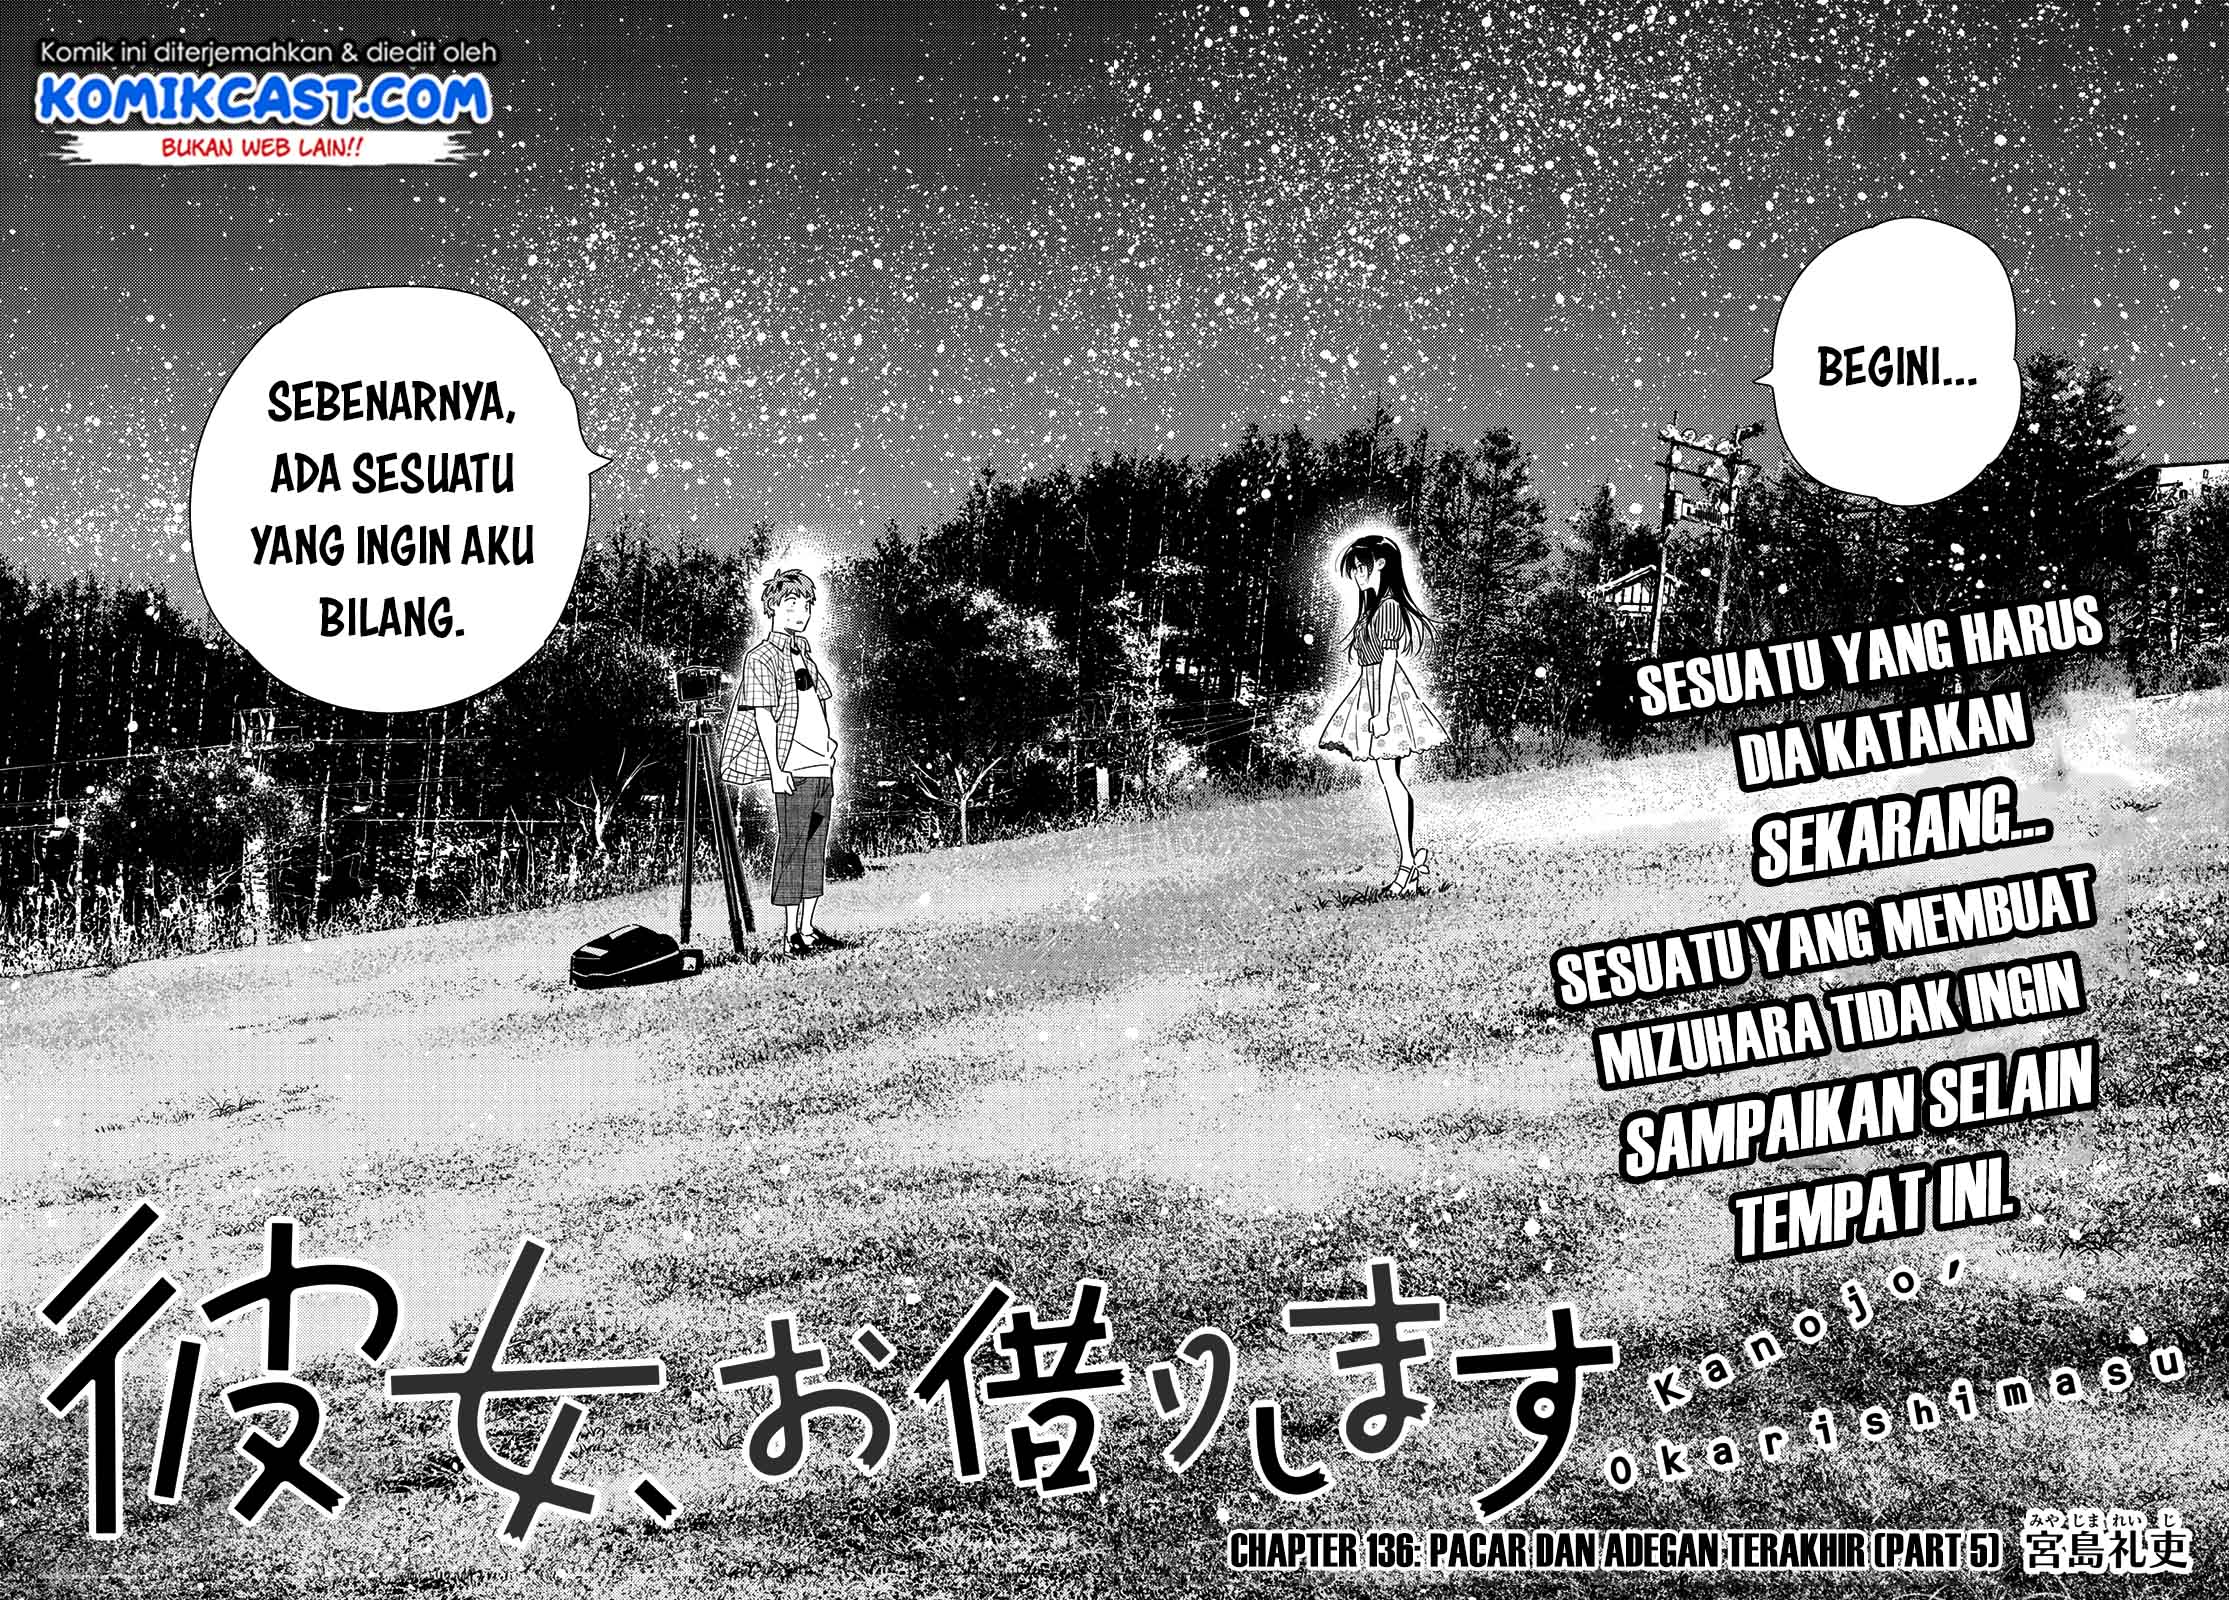 Komik ini diterjemahkan & diedit oleh
KOMIKCAST.COM
BUKAN WEB LAIN!!
BEGINI...
SEBENARNYA,
ADA SESUATU
YANG INGIN AKU
BILANG.
SESUATU YANG HARUS
DIA KATAKAN
SEKARANG...
SESUATU YANG MEMBUAT
MIZUHARA TIDAK INGIN
SAMPAIKAN SELAIN
TEMPAT INI.
彼女、お借りします
Kanojo,
Okarishimasu
CHAPTER 136: PACAR DAN ADEGAN TERAKHIR (PART 5)
みやじまれいじ
宮島礼吏